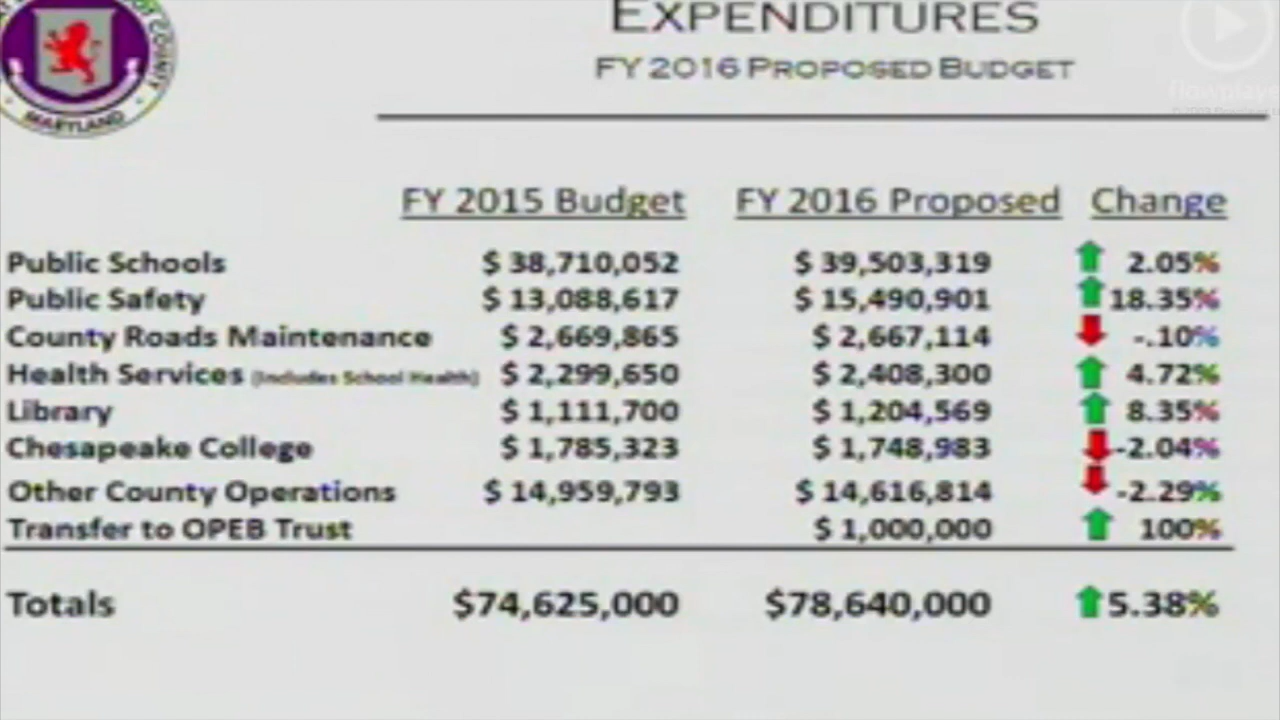 EXPENDITURES
FY 2016 PROPOSED BUDGET
COUNTY
MARYLAND
FY 2015 Budget FY 2016 Proposed Change
Public Schools $ 38,710,052 $ 39,503,319 2.05%
Public Safety $ 13,088,617 $ 15,490,901 18.35%
County Roads Maintenance $ 2,669,865 $ 2,667,114 -.10%
Health Services (Includes School Health) $ 2,299,650 $ 2,408,300 4.72%
Library $ 1,111,700 $ 1,204,569 8.35%
Chesapeake College $ 1,785,323 $ 1,748,983 -2.04%
Other County Operations $ 14,959,793 $ 14,616,814 -2.29%
Transfer to OPEB Trust $ 1,000,000 100%
Totals $74,625,000 $78,640,000 5.38%